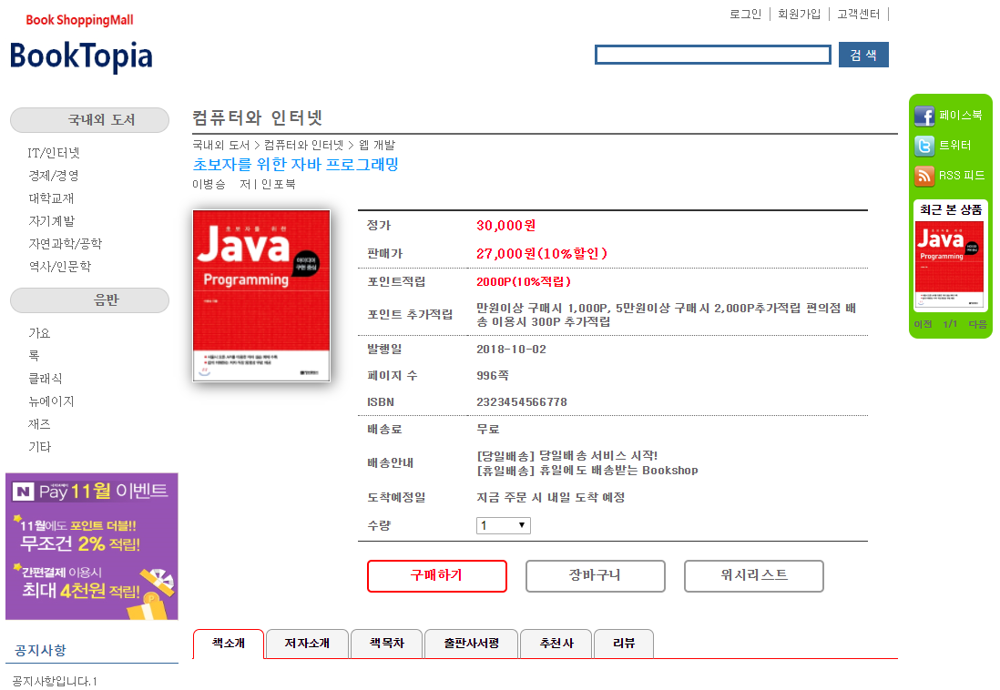 로그인 | 회원가입 | 고객센터 |
Book ShoppingMall
BookTopia
검 색
국내외 도서
IT/인터넷
경제/경영
대학교재
자기계발
자연과학/공학
역사/인문학
음반
가요
록
클래식
뉴에이지
재즈
기타
N Pay 11월 이벤트
11월에도 포인트 더블!!
무조건 2% 적립!
간편결제 이용시
최대 4천원 적립!
P
공지사항
공지사항입니다.1
컴퓨터와 인터넷
국내외 도서 > 컴퓨터와 인터넷 > 웹 개발
초보자를 위한 자바 프로그래밍
이병승 저 | 인포북
초보자를 위한
Java
Programming
아이디어
구현 중심
정가 30,000원
판매가 27,000원(10%할인)
포인트적립 2000P(10%적립)
포인트 추가적립 만원이상 구매시 1,000P, 5만원이상 구매시 2,000P추가적립 편의점 배
송 이용시 300P 추가적립
발행일 2018-10-02
페이지 수 996쪽
ISBN 2323454566778
배송료 무료
배송안내 [당일배송] 당일배송 서비스 시작!
[휴일배송] 휴일에도 배송받는 Bookshop
도착예정일 지금 주문 시 내일 도착 예정
수량 1
구매하기 장바구니 위시리스트
책소개 저자소개 책목차 출판사서평 추천사 리뷰
페이스북
트위터
RSS 피드
최근 본 상품
Java
Programming
이전 1/1 다음